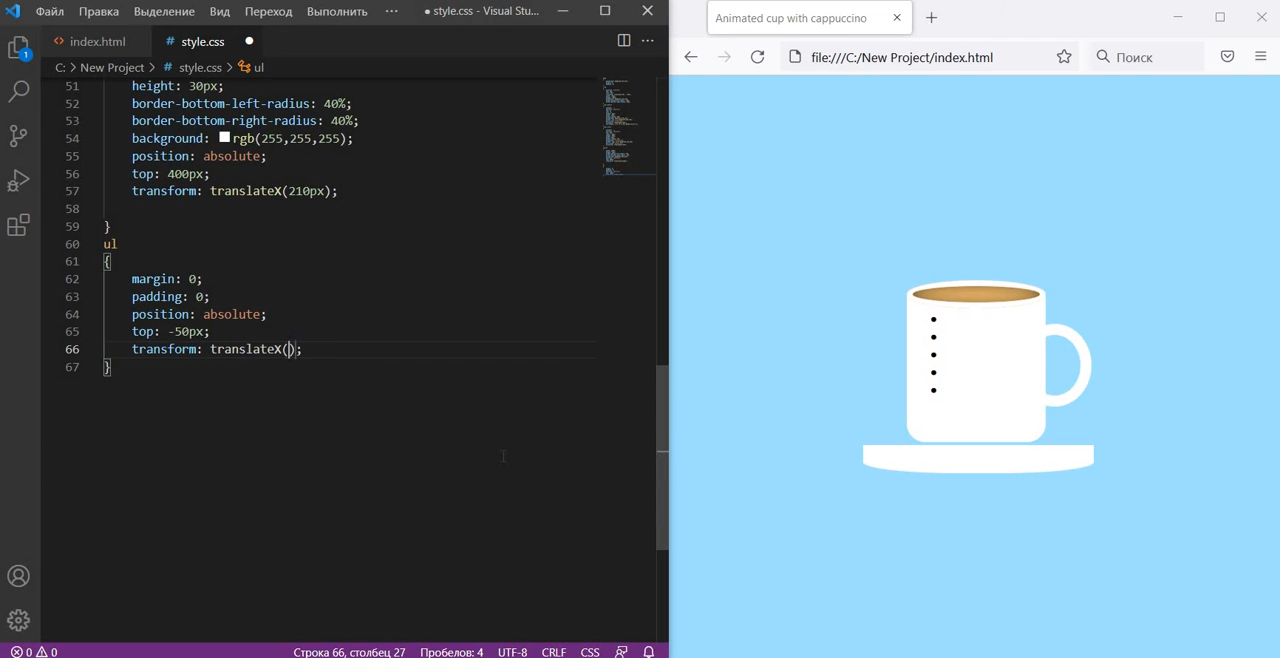 Файл Правка Выделение Вид Переход Выполнить ··· ● style.css - Visual Stu...
index.html # style.css ●
C: > New Project > # style.css > ul
51 height: 30px;
52 border-bottom-left-radius: 40%;
53 border-bottom-right-radius: 40%;
54 background: rgb(255,255,255);
55 position: absolute;
56 top: 400px;
57 transform: translateX(210px);
58
59 }
60 ul
61 {
62 margin: 0;
63 padding: 0;
64 position: absolute;
65 top: -50px;
66 transform: translateX();
67 }
1
0 0 Строка 66, столбец 27 Пробелов: 4 UTF-8 CRLF CSS
Animated cup with cappuccino
file:///C:/New Project/index.html Поиск